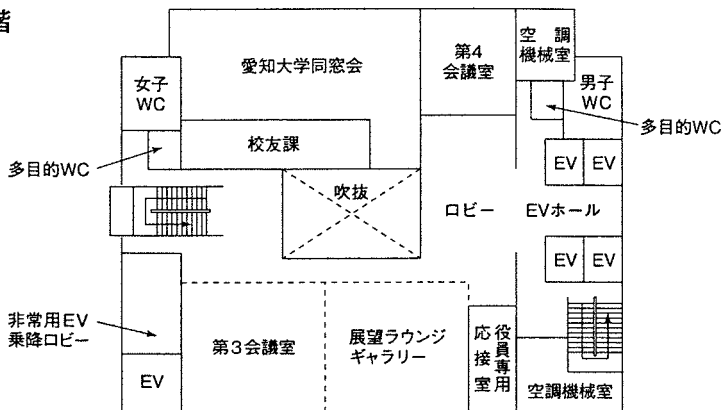 階
愛知大学同窓会
第4
会議室
空調
機械室
女子
WC
男子
WC
多目的WC
校友課
多目的WC
EV
EV
吹抜
ロビー
EVホール
EV
EV
非常用EV
乗降ロビー
第3会議室
展望ラウンジ
ギャラリー
役員専用
応接室
EV
空調機械室